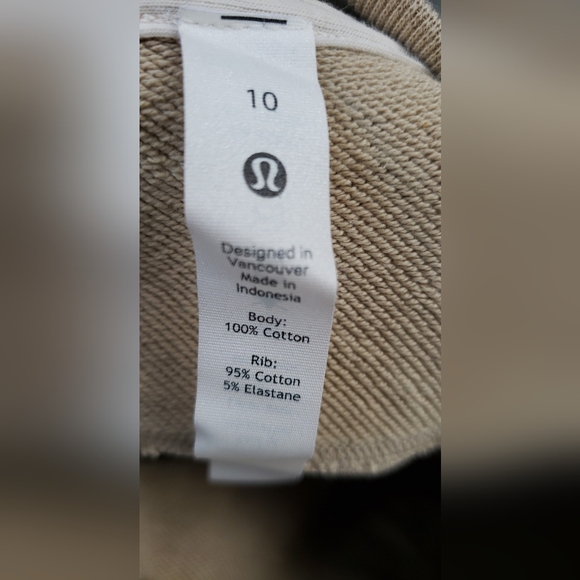 10
Designed in
Vancouver
Made in
Indonesia
Body:
100% Cotton
Rib:
95% Cotton
5% Elastane